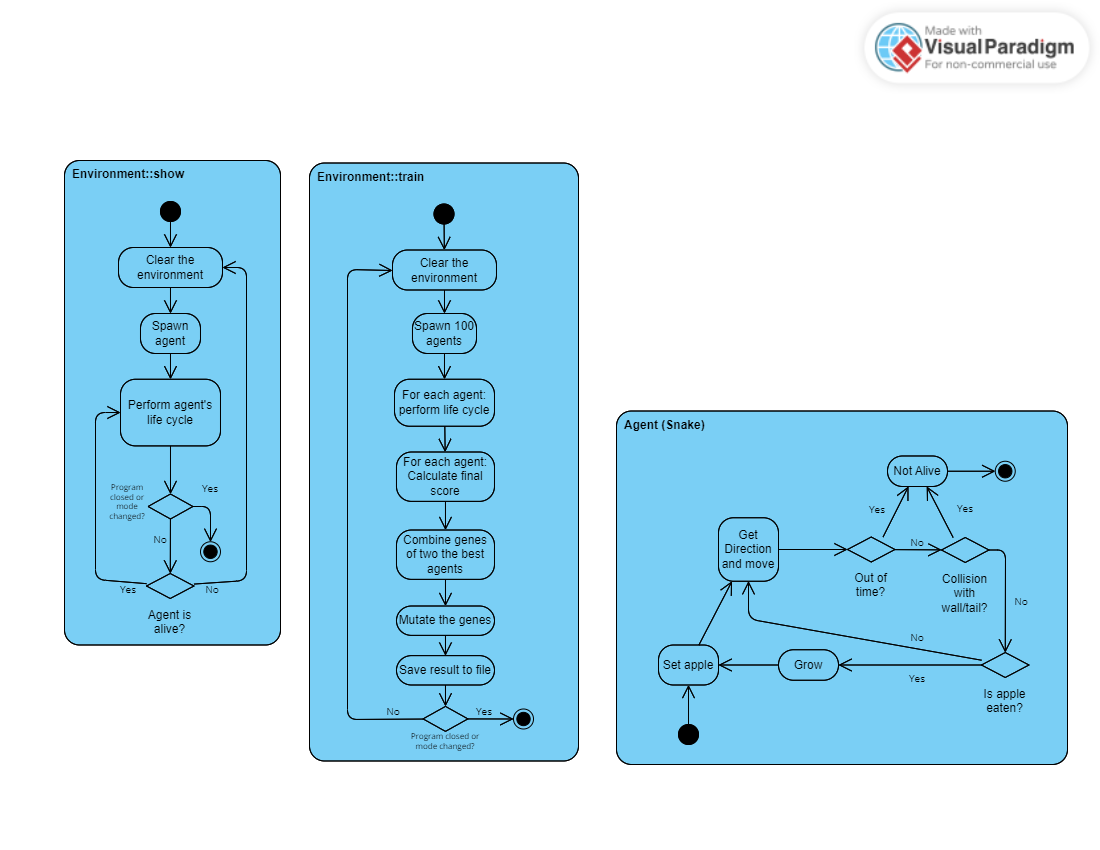 Made with
Visual Paradigm
For non-commercial use
Environment::show
Clear the
environment
Spawn
agent
Perform agent's
life cycle
Program
closed or
mode
changed?
Yes
No
Yes
No
Agent is
alive?
Environment::train
Clear the
environment
Spawn 100
agents
For each agent:
perform life cycle
For each agent:
Calculate final
score
Combine genes
of two the best
agents
Mutate the genes
Save result to file
No
Yes
Program closed or
mode changed?
Agent (Snake)
Not Alive
Yes
Yes
Get
Direction
and move
No
Out of
time?
Collision
with
wall/tail?
No
No
Set apple
Grow
Yes
Is apple
eaten?